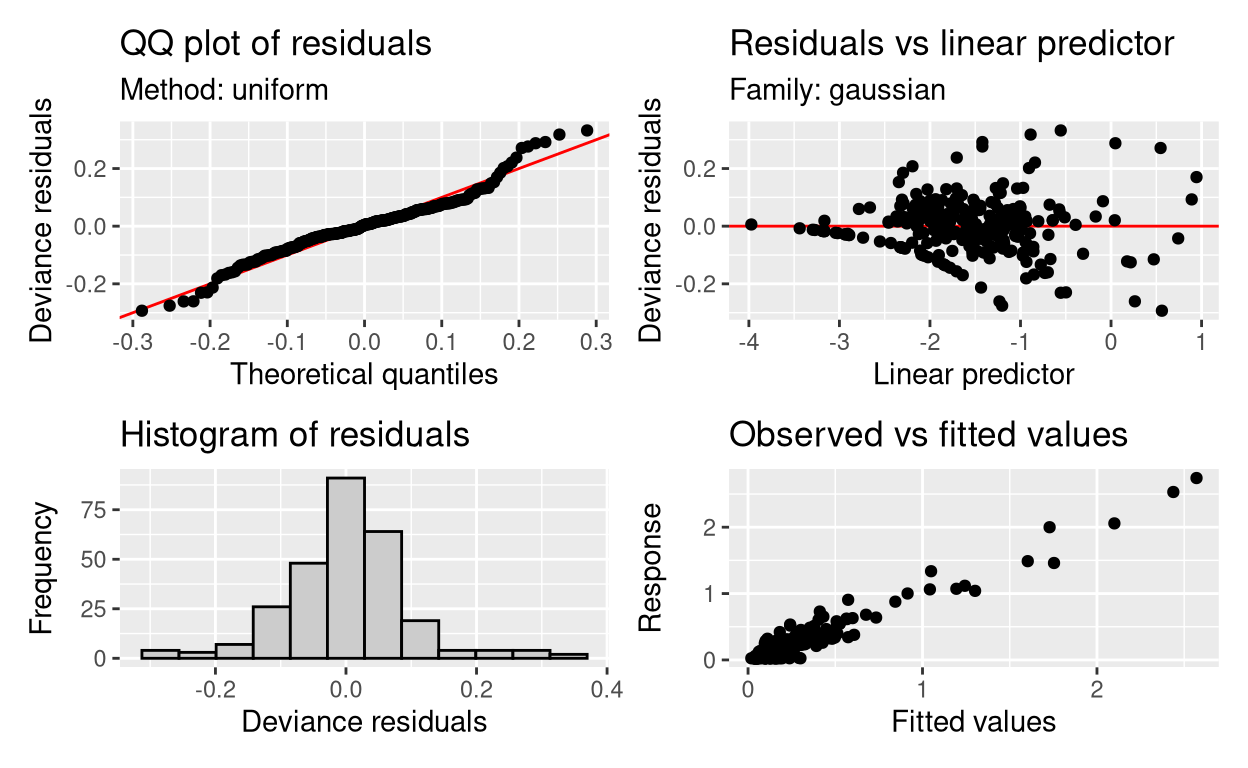 QQ plot of residuals
Method: uniform
Deviance residuals
0.2
0.0
-0.2
-0.3
-0.2
-0.1
0.0
0.1
0.2
0.3
Theoretical quantiles
Residuals vs linear predictor
Family: gaussian
Deviance residuals
0.2
0.0
-0.2
-4
-3
-2
-1
0
1
Linear predictor
Histogram of residuals
Frequency
75
50
25
0
-0.2
0.0
0.2
0.4
Deviance residuals
Observed vs fitted values
Response
2
1
0
0
1
2
Fitted values